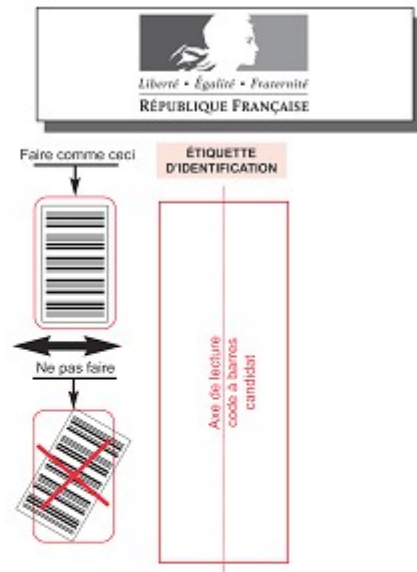 Liberté • Égalité • Fraternité
RÉPUBLIQUE FRANÇAISE
Faire comme ceci
ÉTIQUETTE
D'IDENTIFICATION
Ne pas faire
Axe de lecture
code à barres
candidat